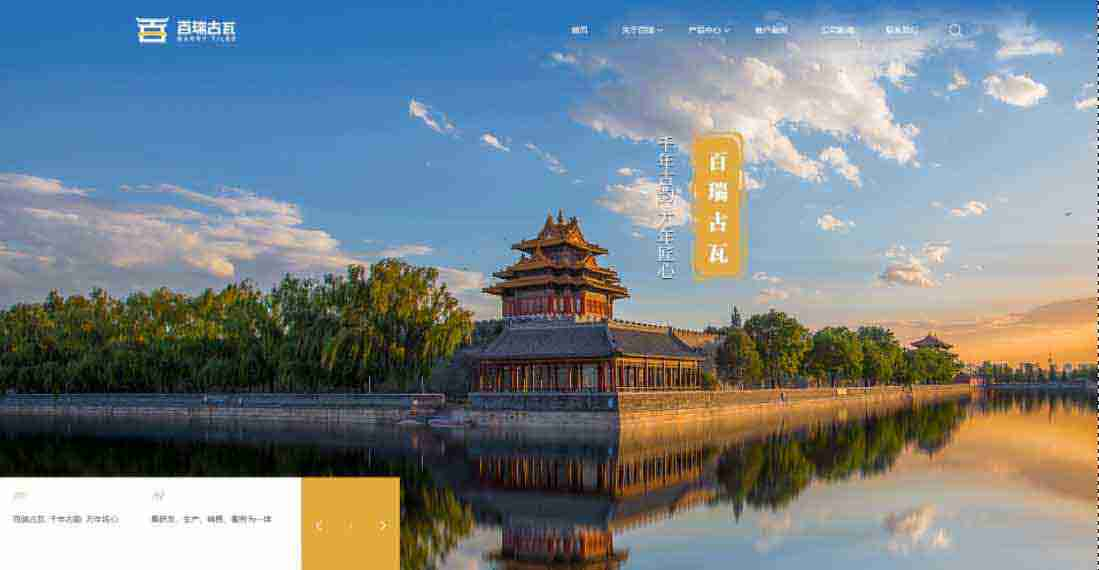 百瑞古瓦
BARRY TILES
首页
关于百瑞
产品中心
客户案例
公司新闻
联系我们
百瑞古瓦
千年古韵 万年匠心
01
02
百瑞古瓦 千年古韵 万年匠心
集研发、生产、销售、服务为一体